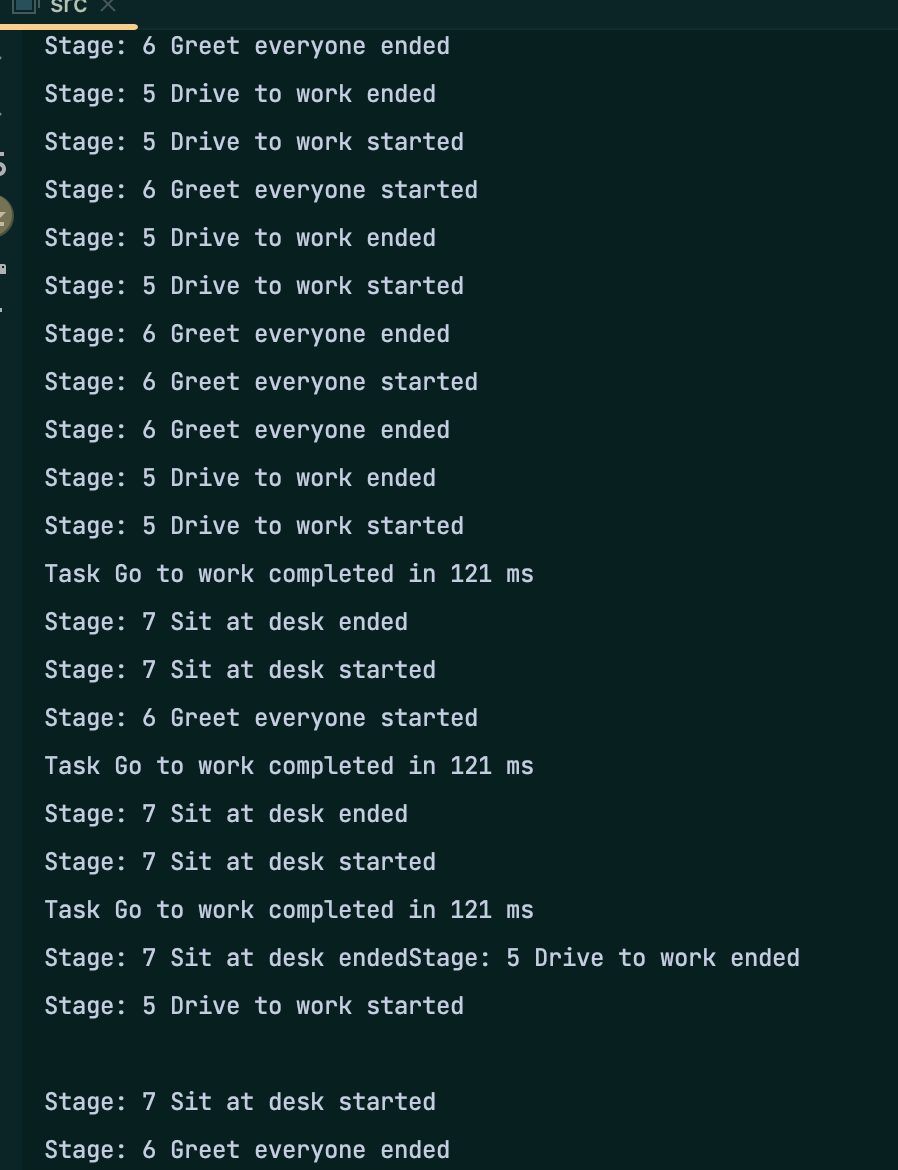 src
Stage: 6 Greet everyone ended
Stage: 5 Drive to work ended
Stage: 5 Drive to work started
Stage: 6 Greet everyone started
Stage: 5 Drive to work ended
Stage: 5 Drive to work started
Stage: 6 Greet everyone ended
Stage: 6 Greet everyone started
Stage: 6 Greet everyone ended
Stage: 5 Drive to work ended
Stage: 5 Drive to work started
Task Go to work completed in 121 ms
Stage: 7 Sit at desk ended
Stage: 7 Sit at desk started
Stage: 6 Greet everyone started
Task Go to work completed in 121 ms
Stage: 7 Sit at desk ended
Stage: 7 Sit at desk started
Task Go to work completed in 121 ms
Stage: 7 Sit at desk endedStage: 5 Drive to work ended
Stage: 5 Drive to work started
Stage: 7 Sit at desk started
Stage: 6 Greet everyone ended